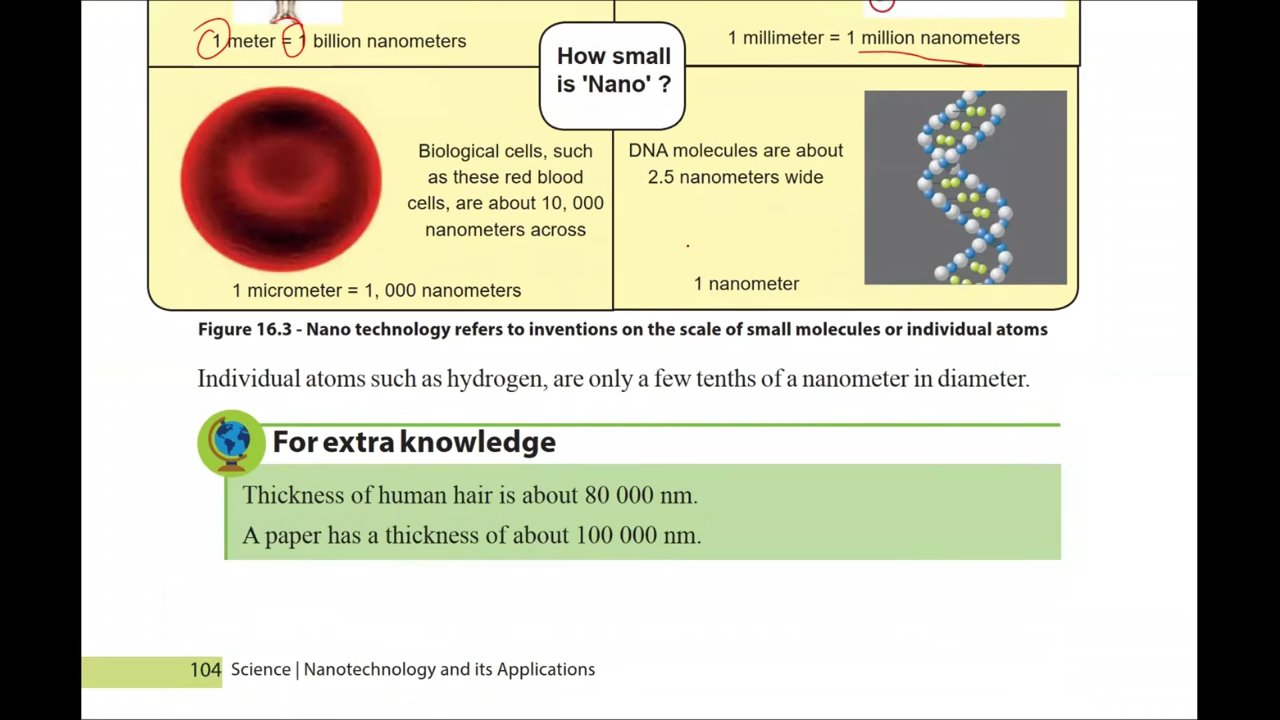 1 meter = 1 billion nanometers
1 millimeter = 1 million nanometers
How small
is 'Nano' ?
Biological cells, such
as these red blood
cells, are about 10, 000
nanometers across
1 micrometer = 1, 000 nanometers
DNA molecules are about
2.5 nanometers wide
1 nanometer
Figure 16.3 - Nano technology refers to inventions on the scale of small molecules or individual atoms
Individual atoms such as hydrogen, are only a few tenths of a nanometer in diameter.
For extra knowledge
Thickness of human hair is about 80 000 nm.
A paper has a thickness of about 100 000 nm.
104 Science | Nanotechnology and its Applications